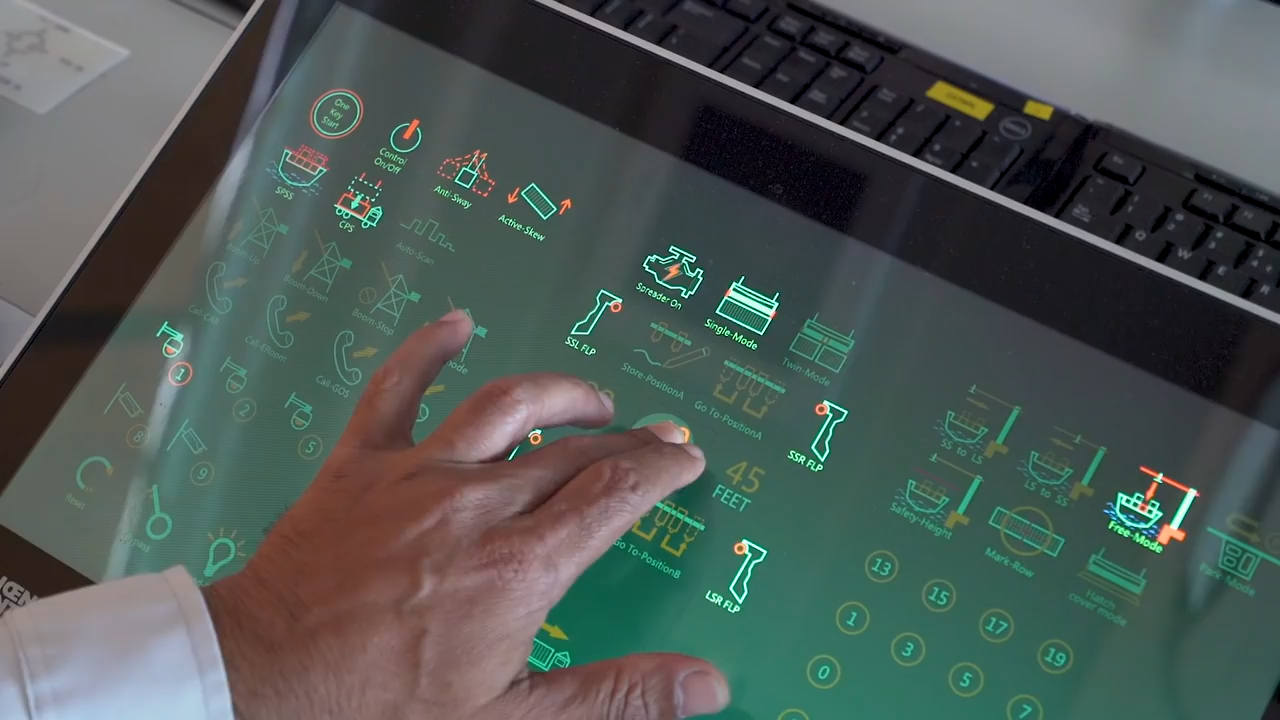 One
Key
Start
Control
On/Off
SPSS
CPS
Anti-Sway
Active-Skew
Auto-Scan
Boom-Down
Boom-Stop
Call-CAB
Call-ERoom
Call-GOS
1
2
5
8
9
Reset
Spreader On
Single-Mode
Twin-Mode
SSL FLP
Store-PositionA
Go To-PositionA
SSR FLP
45
FEET
Go To-PositionB
LSR FLP
SS to LS
LS to SS
Free-Mode
Safety-Height
Mark-Row
Hatch
cover mode
Park-Mode
13
15
17
19
1
3
5
7
0